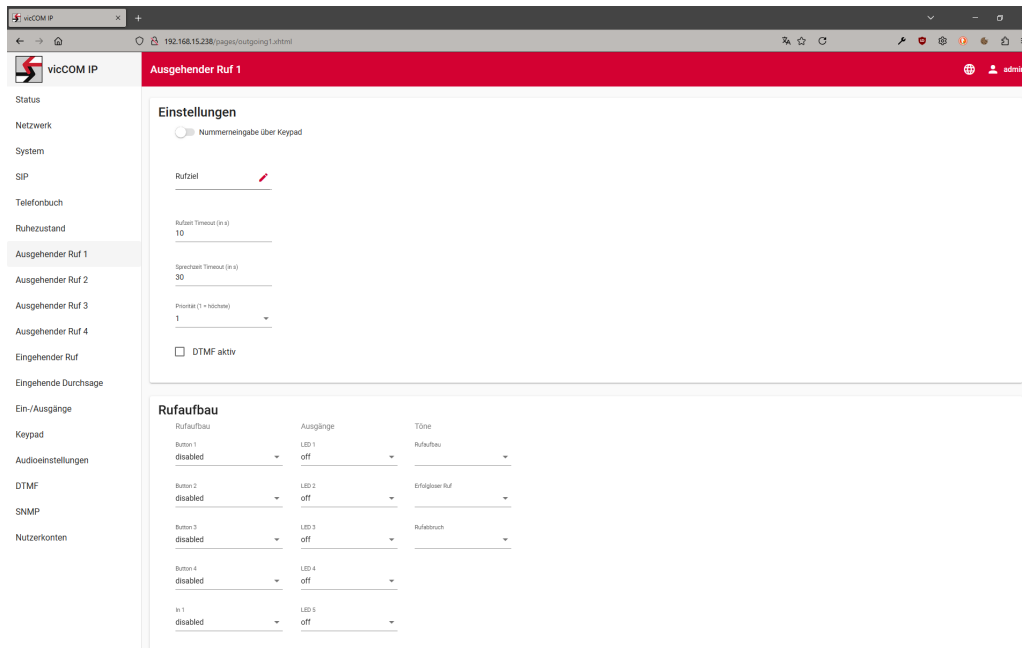 vicCOM IP
192.168.15.238/pages/outgoing1.xhtml
vicCOM IP
Ausgehender Ruf 1
admin
Status
Netzwerk
System
SIP
Telefonbuch
Ruhezustand
Ausgehender Ruf 1
Ausgehender Ruf 2
Ausgehender Ruf 3
Ausgehender Ruf 4
Eingehender Ruf
Eingehende Durchsage
Ein-/Ausgänge
Keypad
Audioeinstellungen
DTMF
SNMP
Nutzerkonten
Einstellungen
Nummerneingabe über Keypad
Rufziel
Rufzeit Timeout (in s)
10
Sprechzeit Timeout (in s)
30
Priorität (1 = höchste)
1
DTMF aktiv
Rufaufbau
Rufaufbau Ausgänge Töne
Button 1 LED 1 Rufaufbau
disabled off
Button 2 LED 2 Erfolgloser Ruf
disabled off
Button 3 LED 3 Rufabbruch
disabled off
Button 4 LED 4
disabled off
In 1 LED 5
disabled off